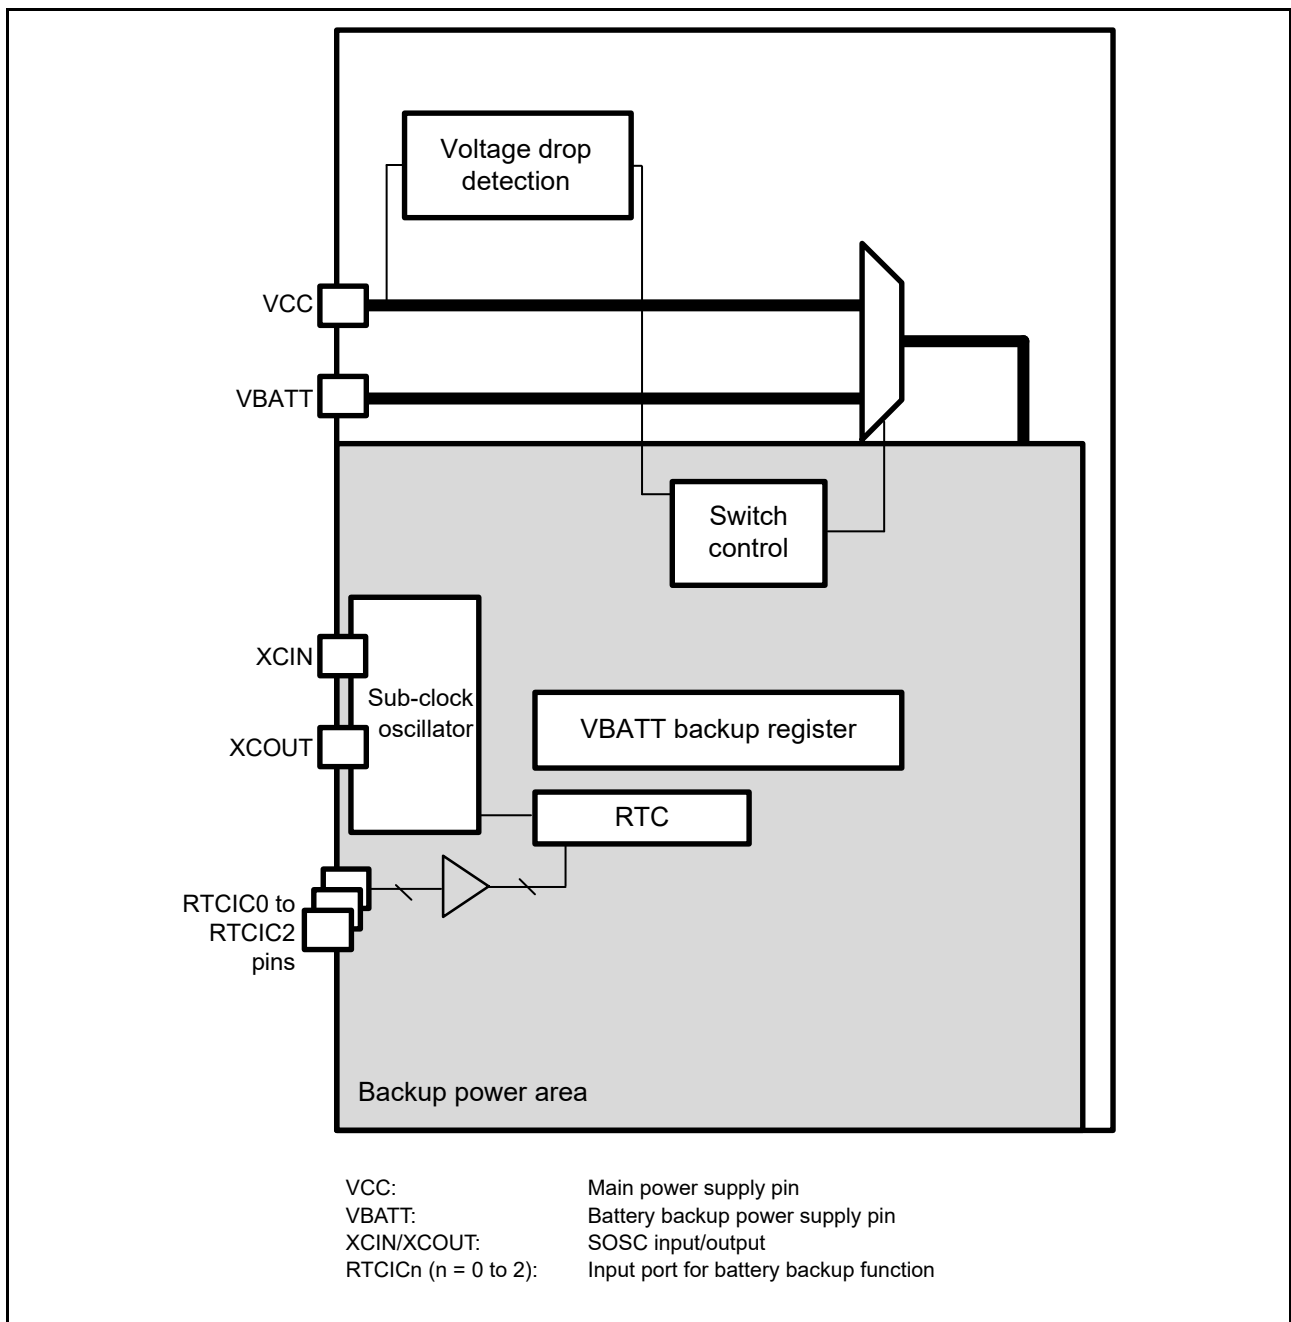 Voltage drop
detection
VCC
VBATT
Switch
control
XCIN
Sub-clock
oscillator
XCOUT
VBATT backup register
RTC
RTCIC0 to
RTCIC2
pins
Backup power area
VCC: Main power supply pin
VBATT: Battery backup power supply pin
XCIN/XCOUT: SOSC input/output
RTCICn (n = 0 to 2): Input port for battery backup function